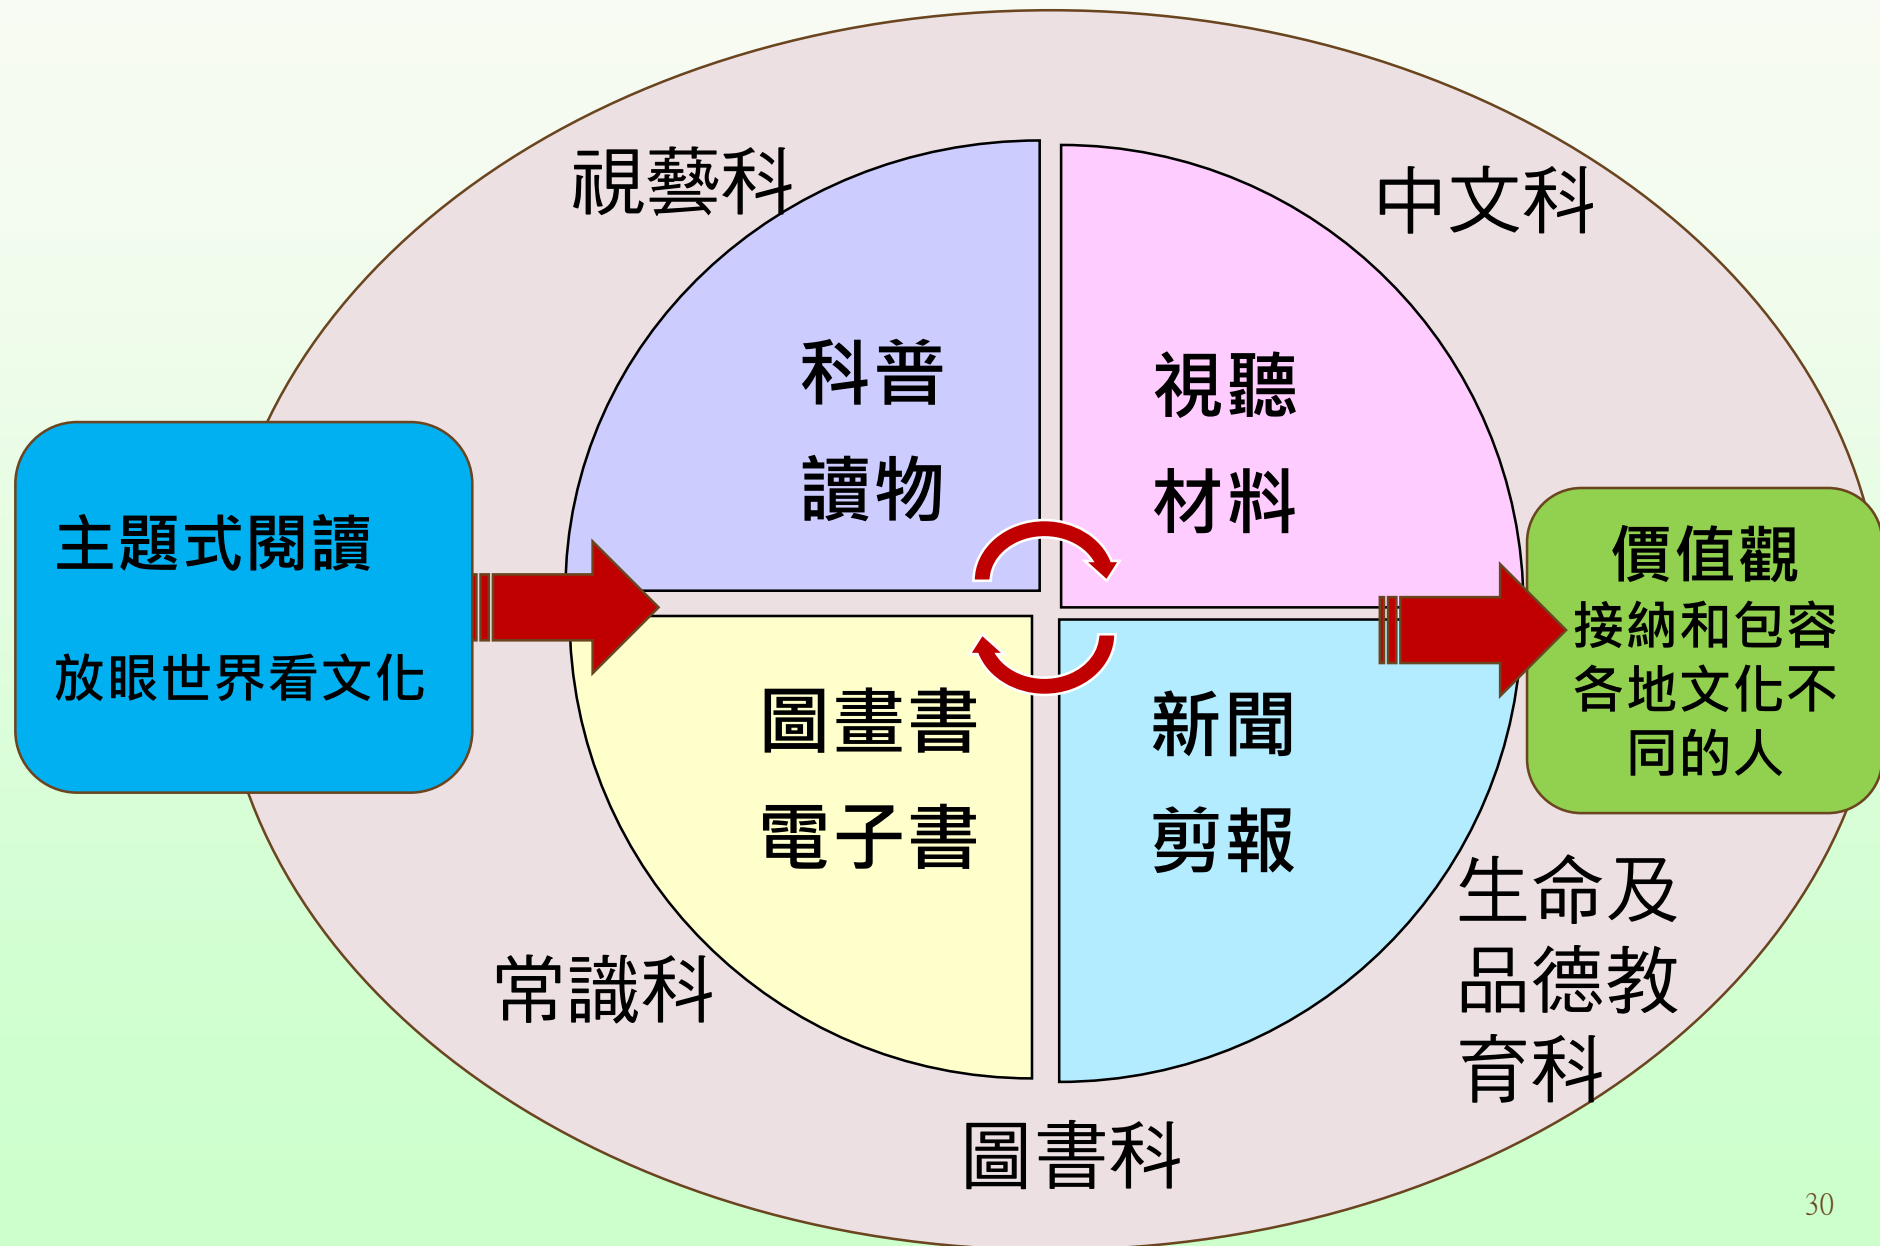 視藝科
中文科
科普
讀物
視聽
材料
主題式閱讀
放眼世界看文化
價值觀
接納和包容
各地文化不
同的人
圖畫書
電子書
新聞
剪報
常識科
生命及
品德教
育科
圖書科
30